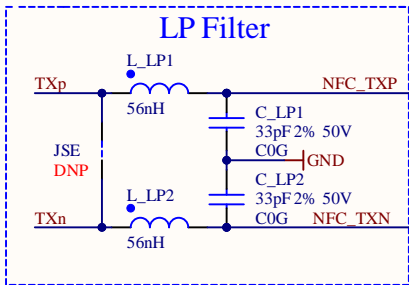 LP Filter
L_LP1
TXp
NFC_TXP
56nH
C_LP1
33pF 2% 50V
C0G
JSE
DNP
GND
C_LP2
33pF 2% 50V
C0G
L_LP2
TXn
NFC_TXN
56nH